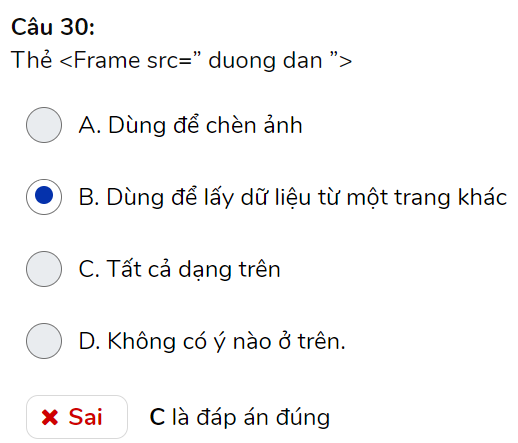 Câu 30:
Thẻ <Frame src=” duong dan ”>
A. Dùng để chèn ảnh
B. Dùng để lấy dữ liệu từ một trang khác
C. Tất cả dạng trên
D. Không có ý nào ở trên.
✖ Sai C là đáp án đúng